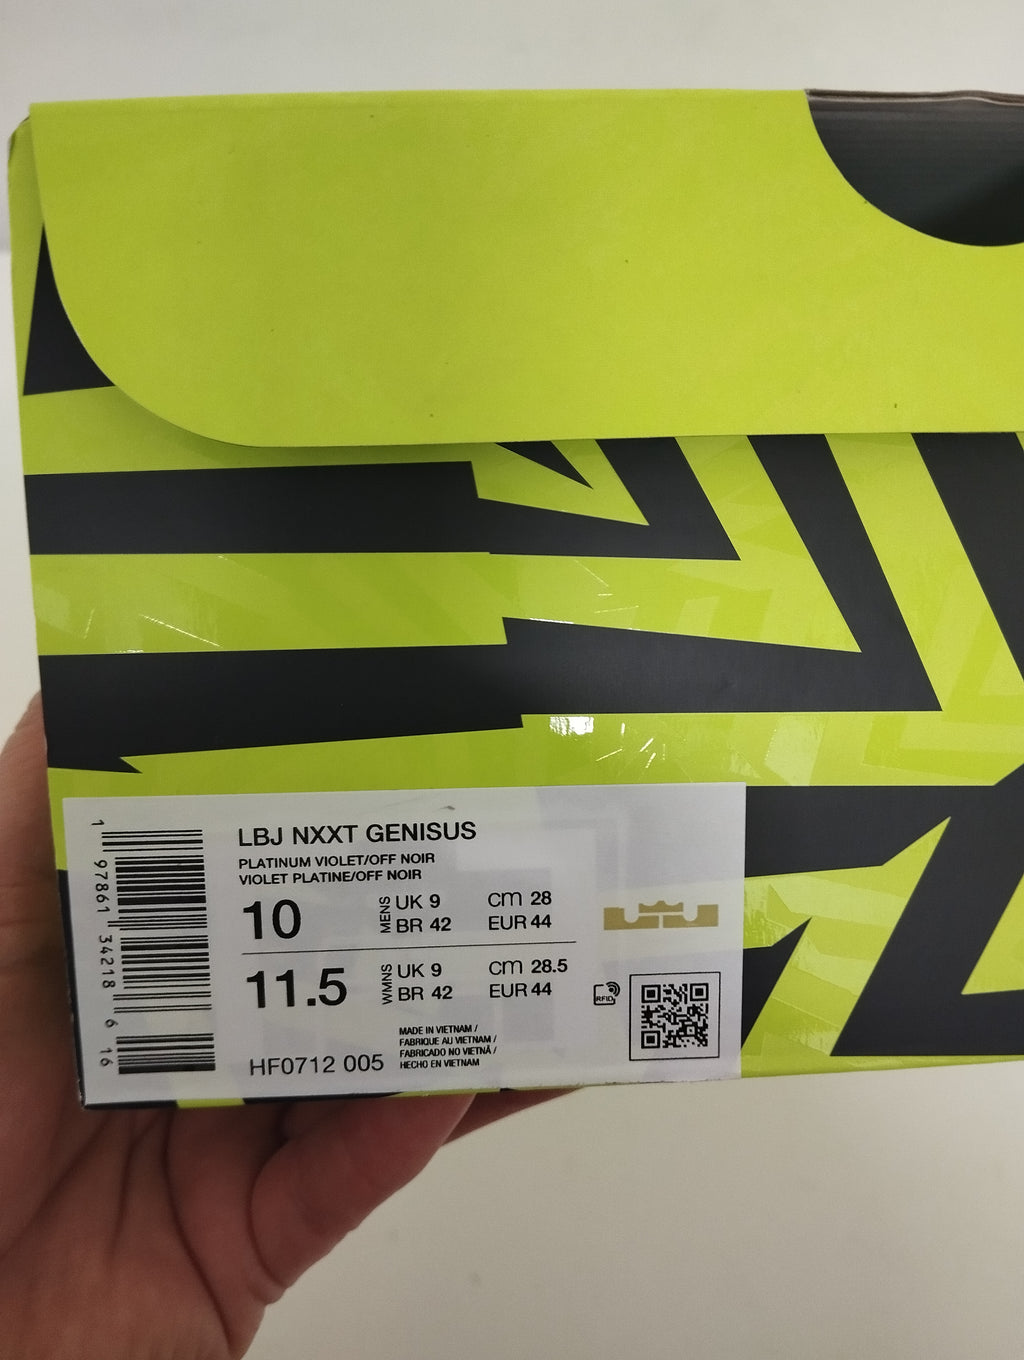 LBJ NXXT GENISUS
PLATINUM VIOLET/OFF NOIR
VIOLET PLATINE/OFF NOIR
10 MENS UK 9 cm 28
BR 42 EUR 44
11.5 WMNS UK 9 cm 28.5
BR 42 EUR 44
RFID
MADE IN VIETNAM /
FABRIQUE AU VIETNAM /
FABRICADO NO VIETNÃ /
HECHO EN VIETNAM
HF0712 005
1 97861 34218 6 16